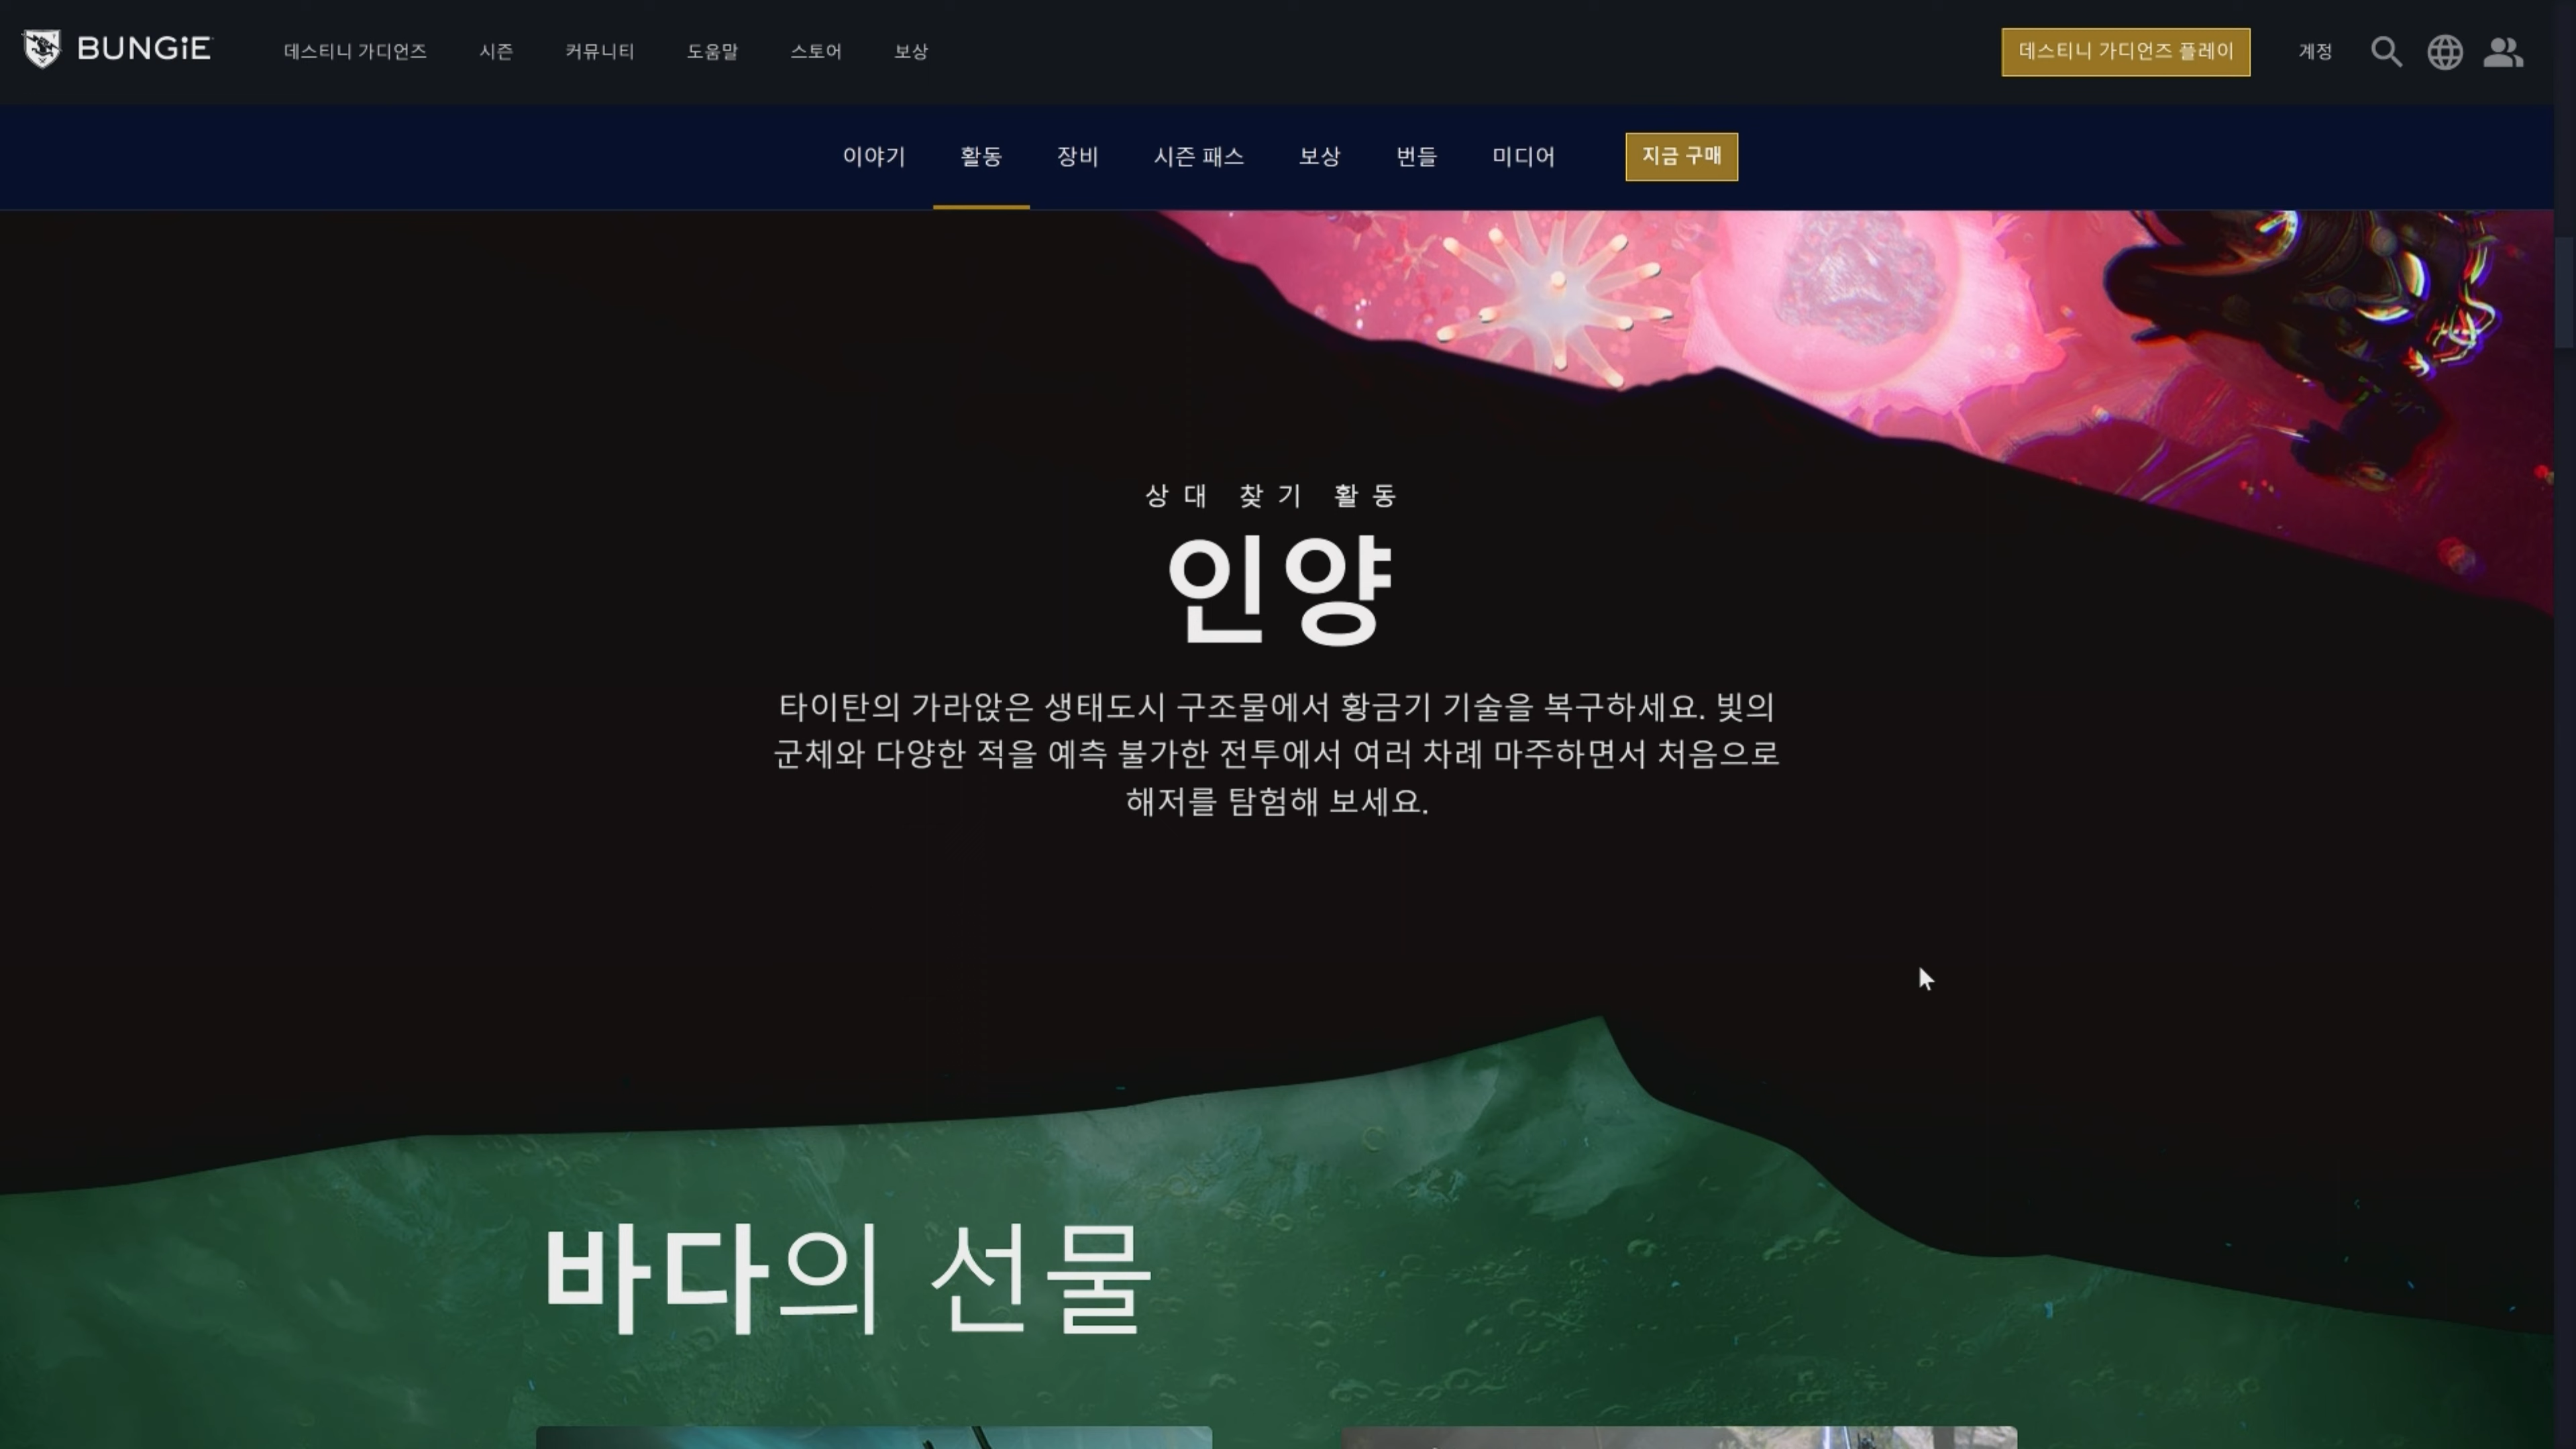 BUNGiE
데스티니 가디언즈
시즌
커뮤니티
도움말
스토어
보상
데스티니 가디언즈 플레이
계정
이야기
활동
장비
시즌 패스
보상
번들
미디어
지금 구매
상대 찾기 활동
인양
타이탄의 가라앉은 생태도시 구조물에서 황금기 기술을 복구하세요. 빛의
군체와 다양한 적을 예측 불가한 전투에서 여러 차례 마주하면서 처음으로
해저를 탐험해 보세요.
바다의 선물